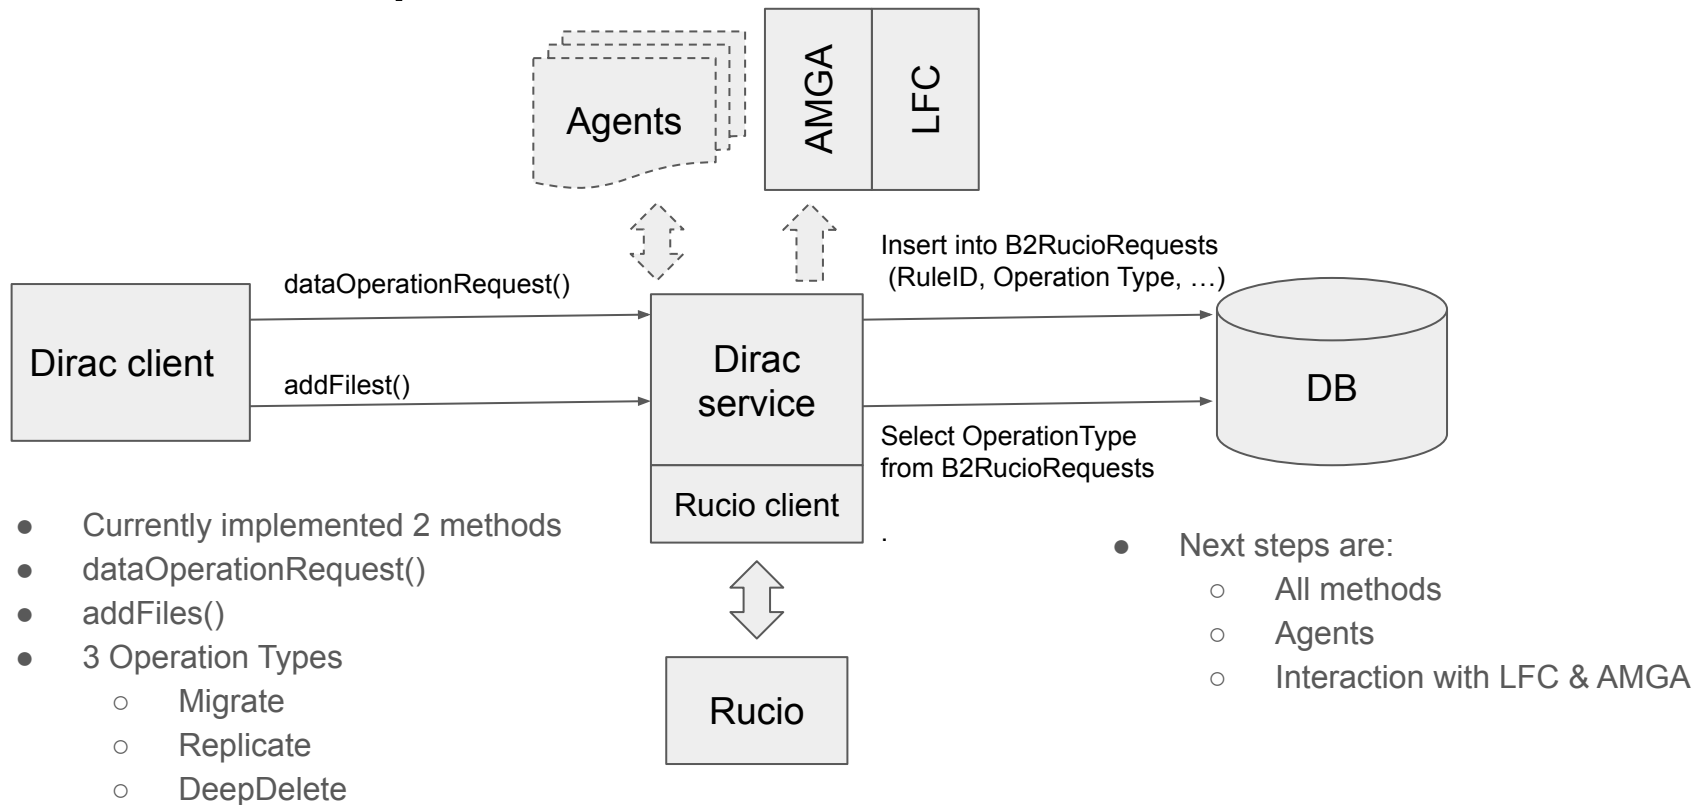 Agents
AMGA
LFC
Insert into B2RucioRequests
(RuleID, Operation Type, …)
dataOperationRequest()
Dirac client
addFilest()
Dirac
service
DB
Select OperationType
from B2RucioRequests
Rucio client
.
● Currently implemented 2 methods
● dataOperationRequest()
● addFiles()
● 3 Operation Types
○ Migrate
○ Replicate
○ DeepDelete
Rucio
● Next steps are:
○ All methods
○ Agents
○ Interaction with LFC & AMGA